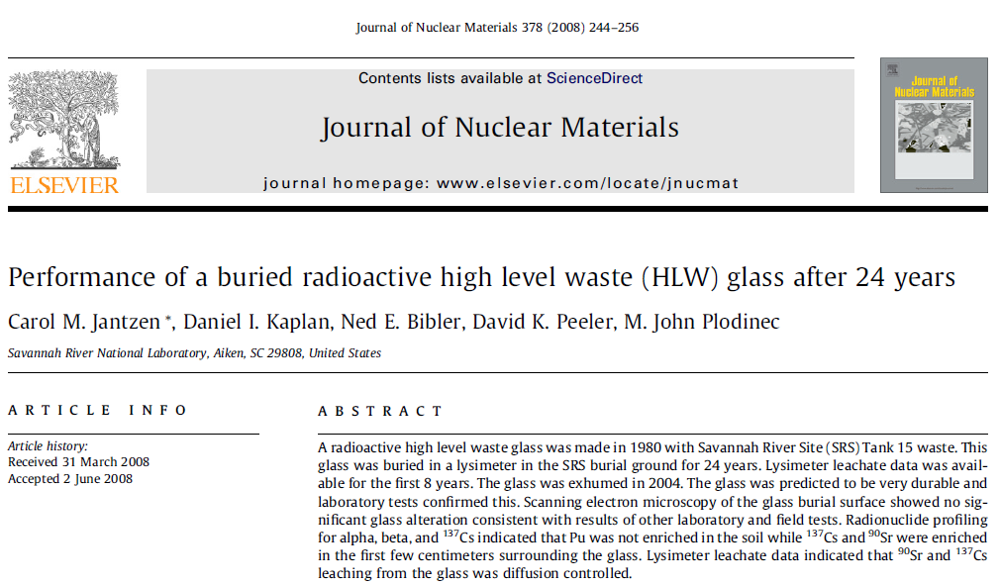 Journal of Nuclear Materials 378 (2008) 244–256
Contents lists available at ScienceDirect
Journal of Nuclear Materials
journal homepage: www.elsevier.com/locate/jnucmat
ELSEVIER
Journal of
Nuclear Materials
Performance of a buried radioactive high level waste (HLW) glass after 24 years
Carol M. Jantzen *, Daniel I. Kaplan, Ned E. Bibler, David K. Peeler, M. John Plodinec
Savannah River National Laboratory, Aiken, SC 29808, United States
ARTICLE INFO
Article history:
Received 31 March 2008
Accepted 2 June 2008
ABSTRACT
A radioactive high level waste glass was made in 1980 with Savannah River Site (SRS) Tank 15 waste. This
glass was buried in a lysimeter in the SRS burial ground for 24 years. Lysimeter leachate data was avail-
able for the first 8 years. The glass was exhumed in 2004. The glass was predicted to be very durable and
laboratory tests confirmed this. Scanning electron microscopy of the glass burial surface showed no sig-
nificant glass alteration consistent with results of other laboratory and field tests. Radionuclide profiling
for alpha, beta, and ¹³⁷Cs indicated that Pu was not enriched in the soil while ¹³⁷Cs and ⁹⁰Sr were enriched
in the first few centimeters surrounding the glass. Lysimeter leachate data indicated that ⁹⁰Sr and ¹³⁷Cs
leaching from the glass was diffusion controlled.